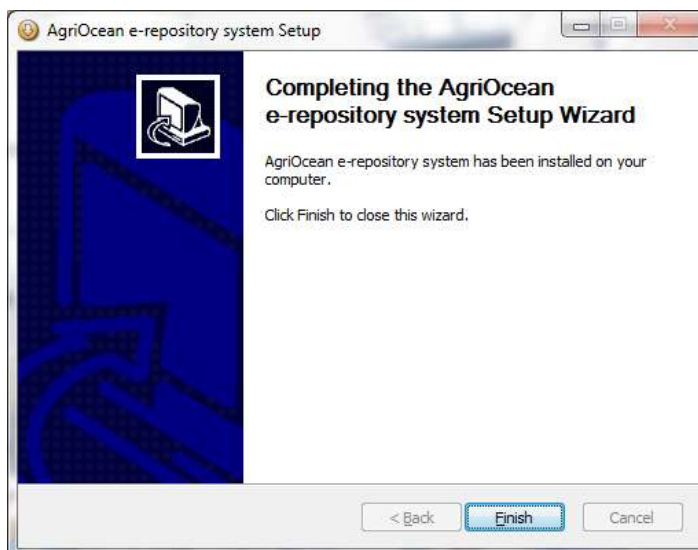 AgriOcean e-repository system Setup
Completing the AgriOcean
e-repository system Setup Wizard
AgriOcean e-repository system has been installed on your
computer.
Click Finish to close this wizard.
< Back Finish Cancel